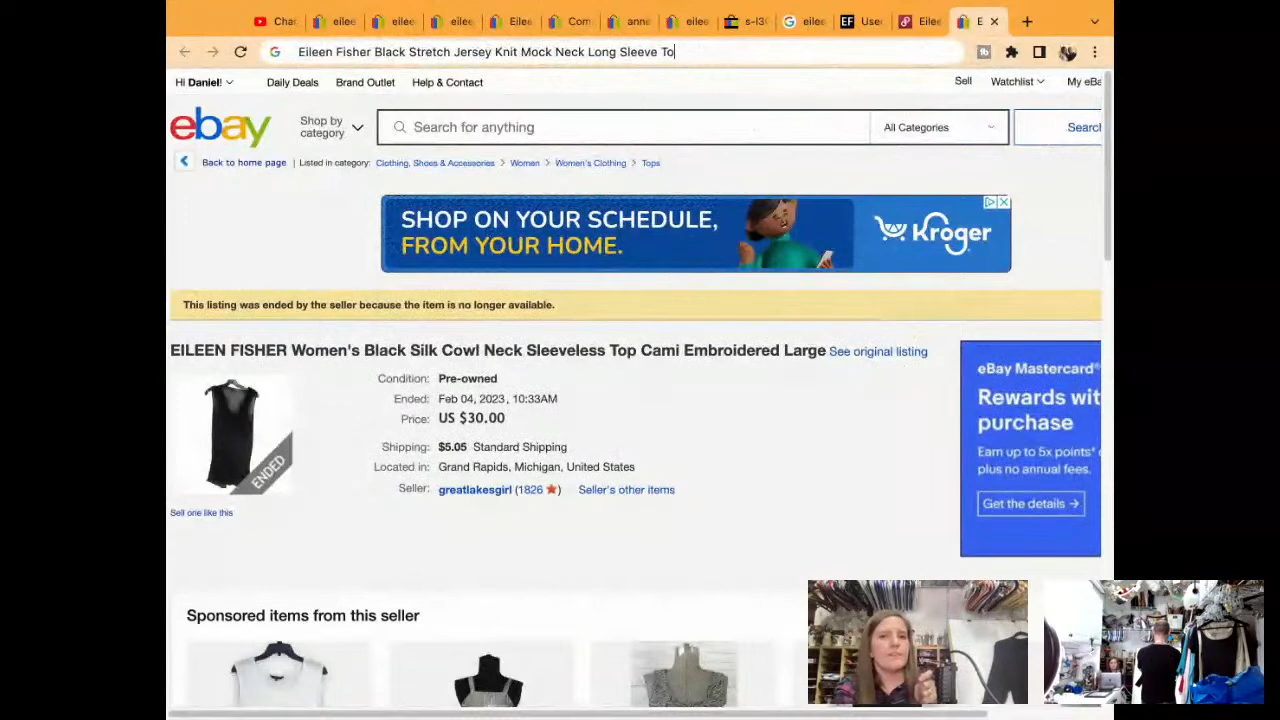 Chan
eilee
eilee
eilee
Eilee
Com
anne
eilee
s-l30
eilee
Used
Eilee
E
Eileen Fisher Black Stretch Jersey Knit Mock Neck Long Sleeve To
Hi Daniel!
Daily Deals
Brand Outlet
Help & Contact
Sell
Watchlist
My eBa
ebay
Shop by category
Search for anything
All Categories
Search
Back to home page | Listed in category: Clothing, Shoes & Accessories > Women > Women's Clothing > Tops
SHOP ON YOUR SCHEDULE,
FROM YOUR HOME.
Kroger
This listing was ended by the seller because the item is no longer available.
EILEEN FISHER Women's Black Silk Cowl Neck Sleeveless Top Cami Embroidered Large See original listing
ENDED
Sell one like this
Condition: Pre-owned
Ended: Feb 04, 2023 , 10:33AM
Price: US $30.00
Shipping: $5.05 Standard Shipping
Located in: Grand Rapids, Michigan, United States
Seller: greatlakesgirl (1826 ★) Seller's other items
eBay Mastercard®
Rewards wit
purchase
Earn up to 5x points*
plus no annual fees.
Get the details →
Sponsored items from this seller